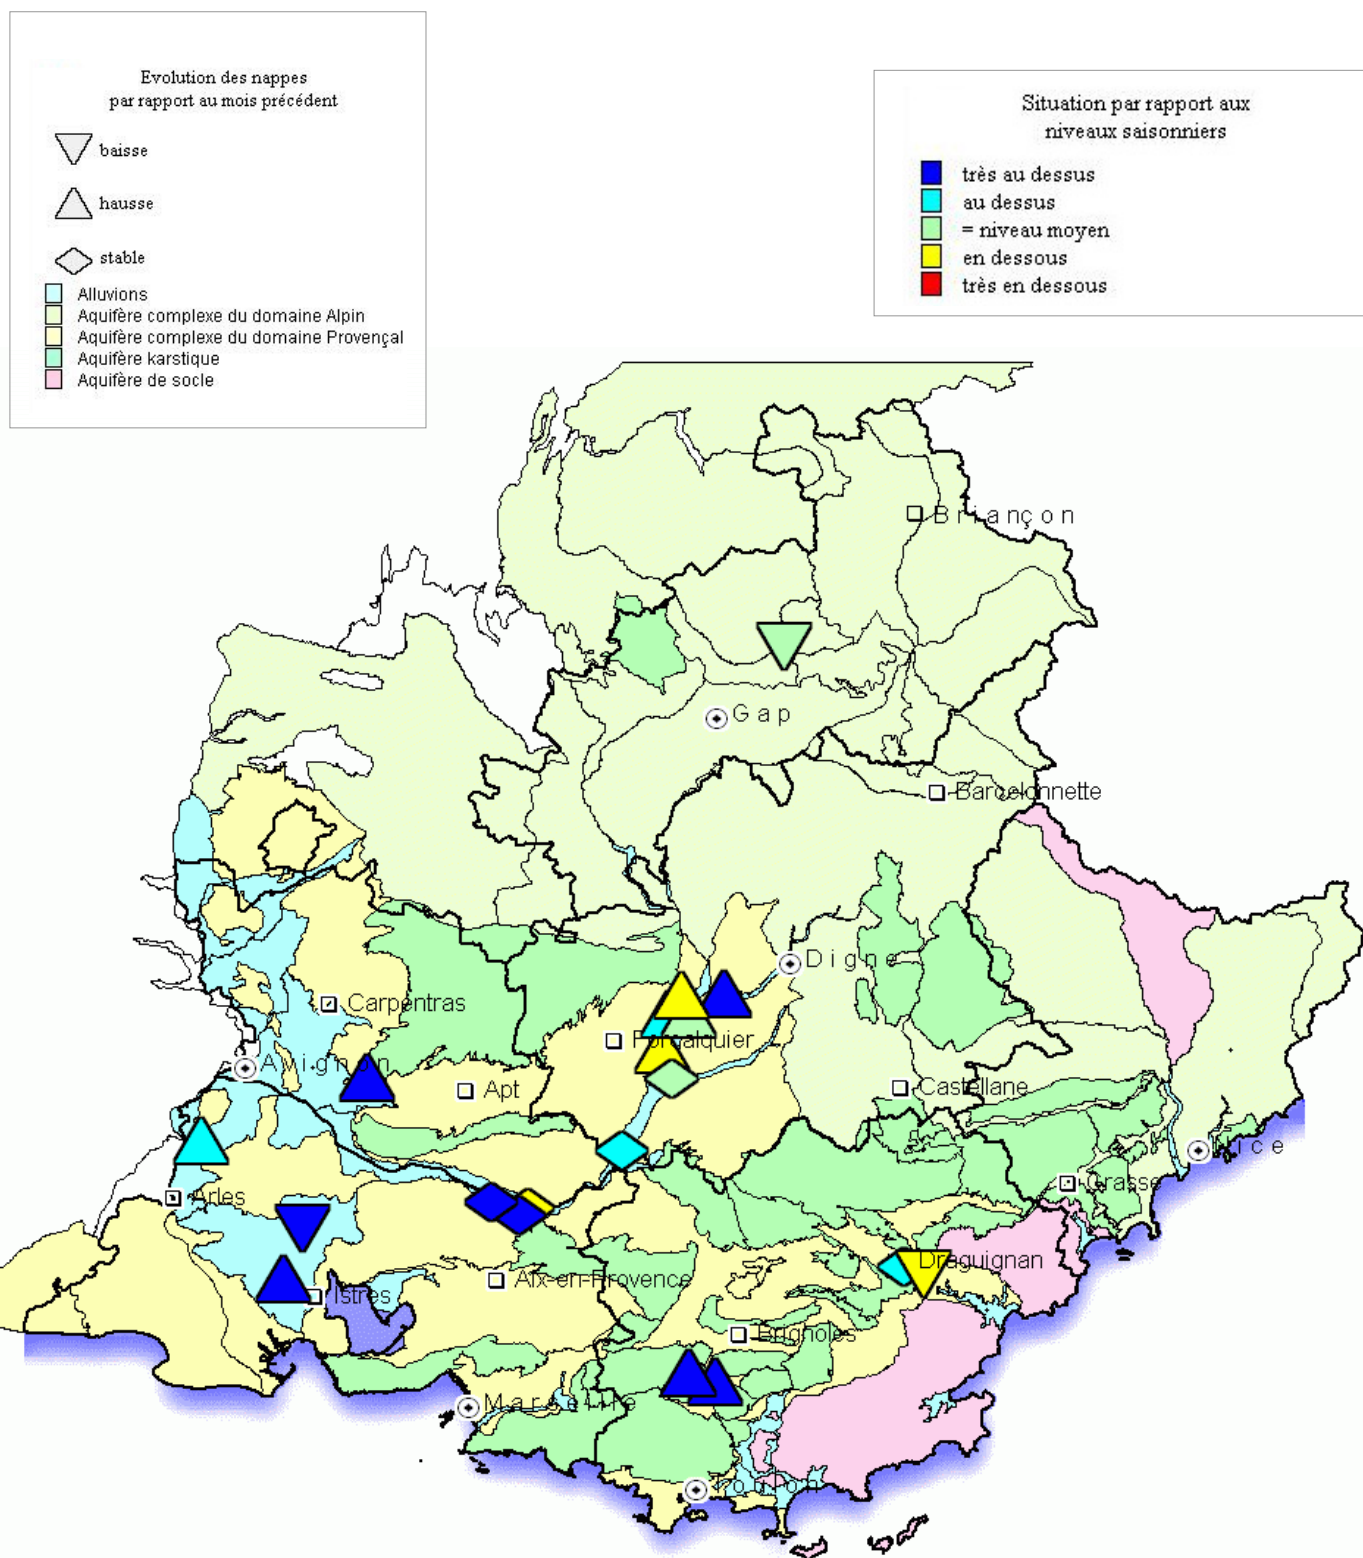 Evolution des nappes
par rapport au mois précédent
baisse
hausse
stable
Alluvions
Aquifère complexe du domaine Alpin
Aquifère complexe du domaine Provençal
Aquifère karstique
Aquifère de socle
Situation par rapport aux
niveaux saisonniers
très au dessus
au dessus
= niveau moyen
en dessous
très en dessous
Briançon
Gap
Barcelonnette
Digne
Carpentras
Forcalquier
Avignon
Apt
Castellane
Nice
Grasse
Arles
Draguignan
Aix-en-Provence
Istres
Brignoles
Marseille
Toulon